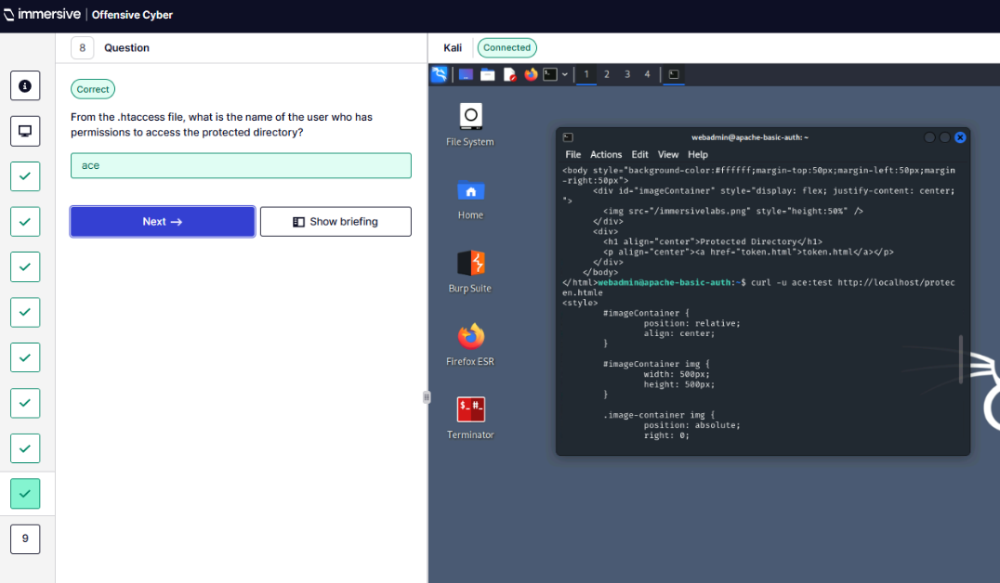 immersive | Offensive Cyber
8 Question
Correct
From the .htaccess file, what is the name of the user who has
permissions to access the protected directory?
ace
Next →
Show briefing
9
Kali Connected
1 2 3 4
File System
Home
Burp Suite
Firefox ESR
$_ #_
Terminator
webadmin@apache-basic-auth: ~
File Actions Edit View Help
<body style="background-color:#ffffff;margin-top:50px;margin-left:50px;margin
-right:50px">
<div id="imageContainer" style="display: flex; justify-content: center;
">
<img src="/immersivelabs.png" style="height:50%" />
</div>
<div>
<h1 align="center">Protected Directory</h1>
<p align="center"><a href="token.html">token.html</a></p>
</div>
</body>
</html>webadmin@apache-basic-auth:~$ curl -u ace:test http://localhost/protec
en.htmle
<style>
#imageContainer {
position: relative;
align: center;
}
#imageContainer img {
width: 500px;
height: 500px;
}
.image-container img {
position: absolute;
right: 0;